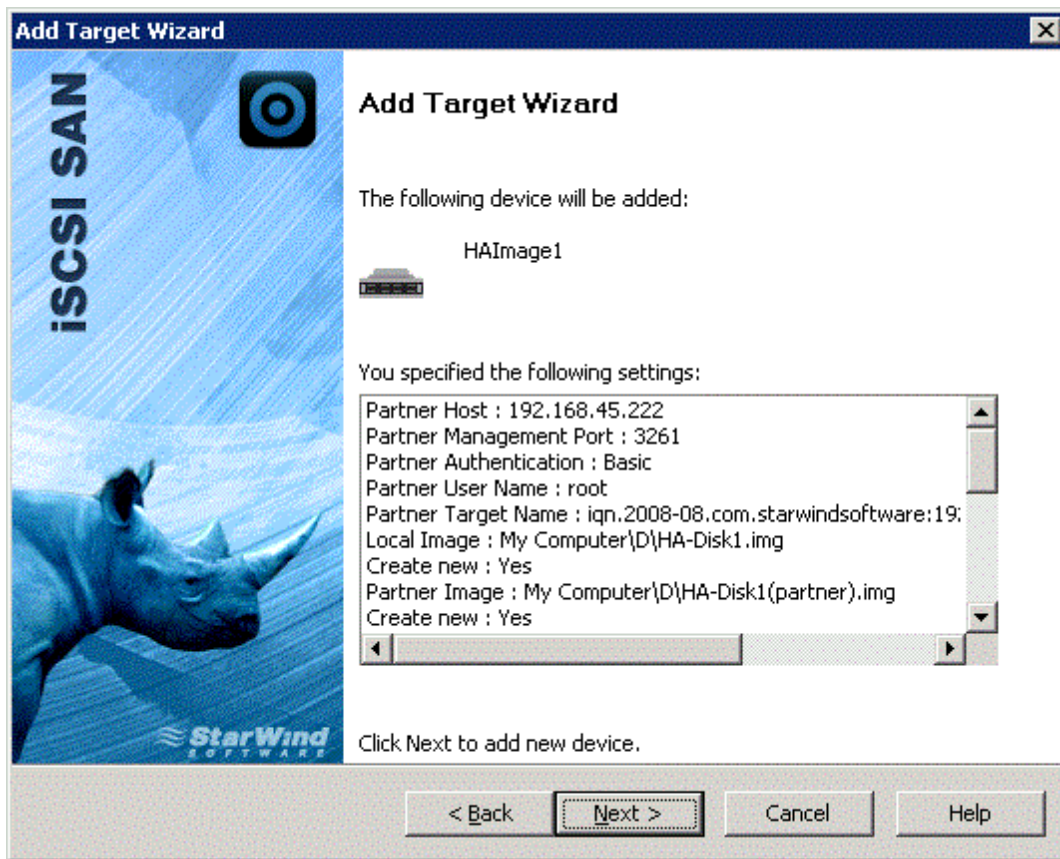 Add Target Wizard
iSCSI SAN
Add Target Wizard
The following device will be added:
HAImage1
You specified the following settings:
Partner Host : 192.168.45.222
Partner Management Port : 3261
Partner Authentication : Basic
Partner User Name : root
Partner Target Name : iqn.2008-08.com.starwindsoftware:19
Local Image : My Computer\D\HA-Disk1.img
Create new : Yes
Partner Image : My Computer\D\HA-Disk1(partner).img
Create new : Yes
StarWind
SOFTWARE
Click Next to add new device.
< Back
Next >
Cancel
Help